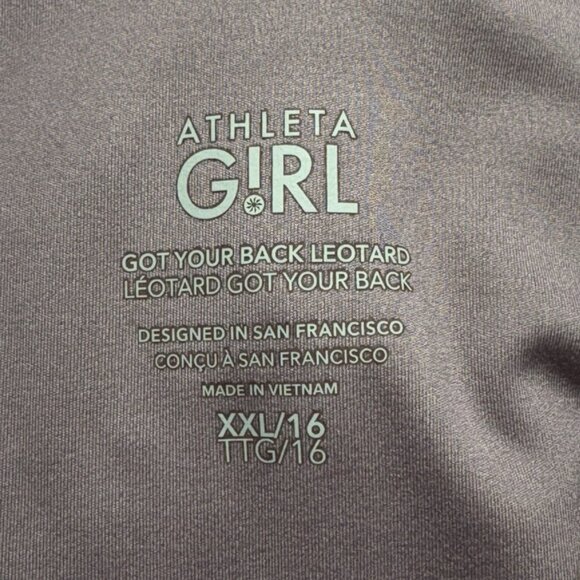 ATHLETA
G!RL
GOT YOUR BACK LEOTARD
LÉOTARD GOT YOUR BACK
DESIGNED IN SAN FRANCISCO
CONÇU À SAN FRANCISCO
MADE IN VIETNAM
XXL/16
TTG/16